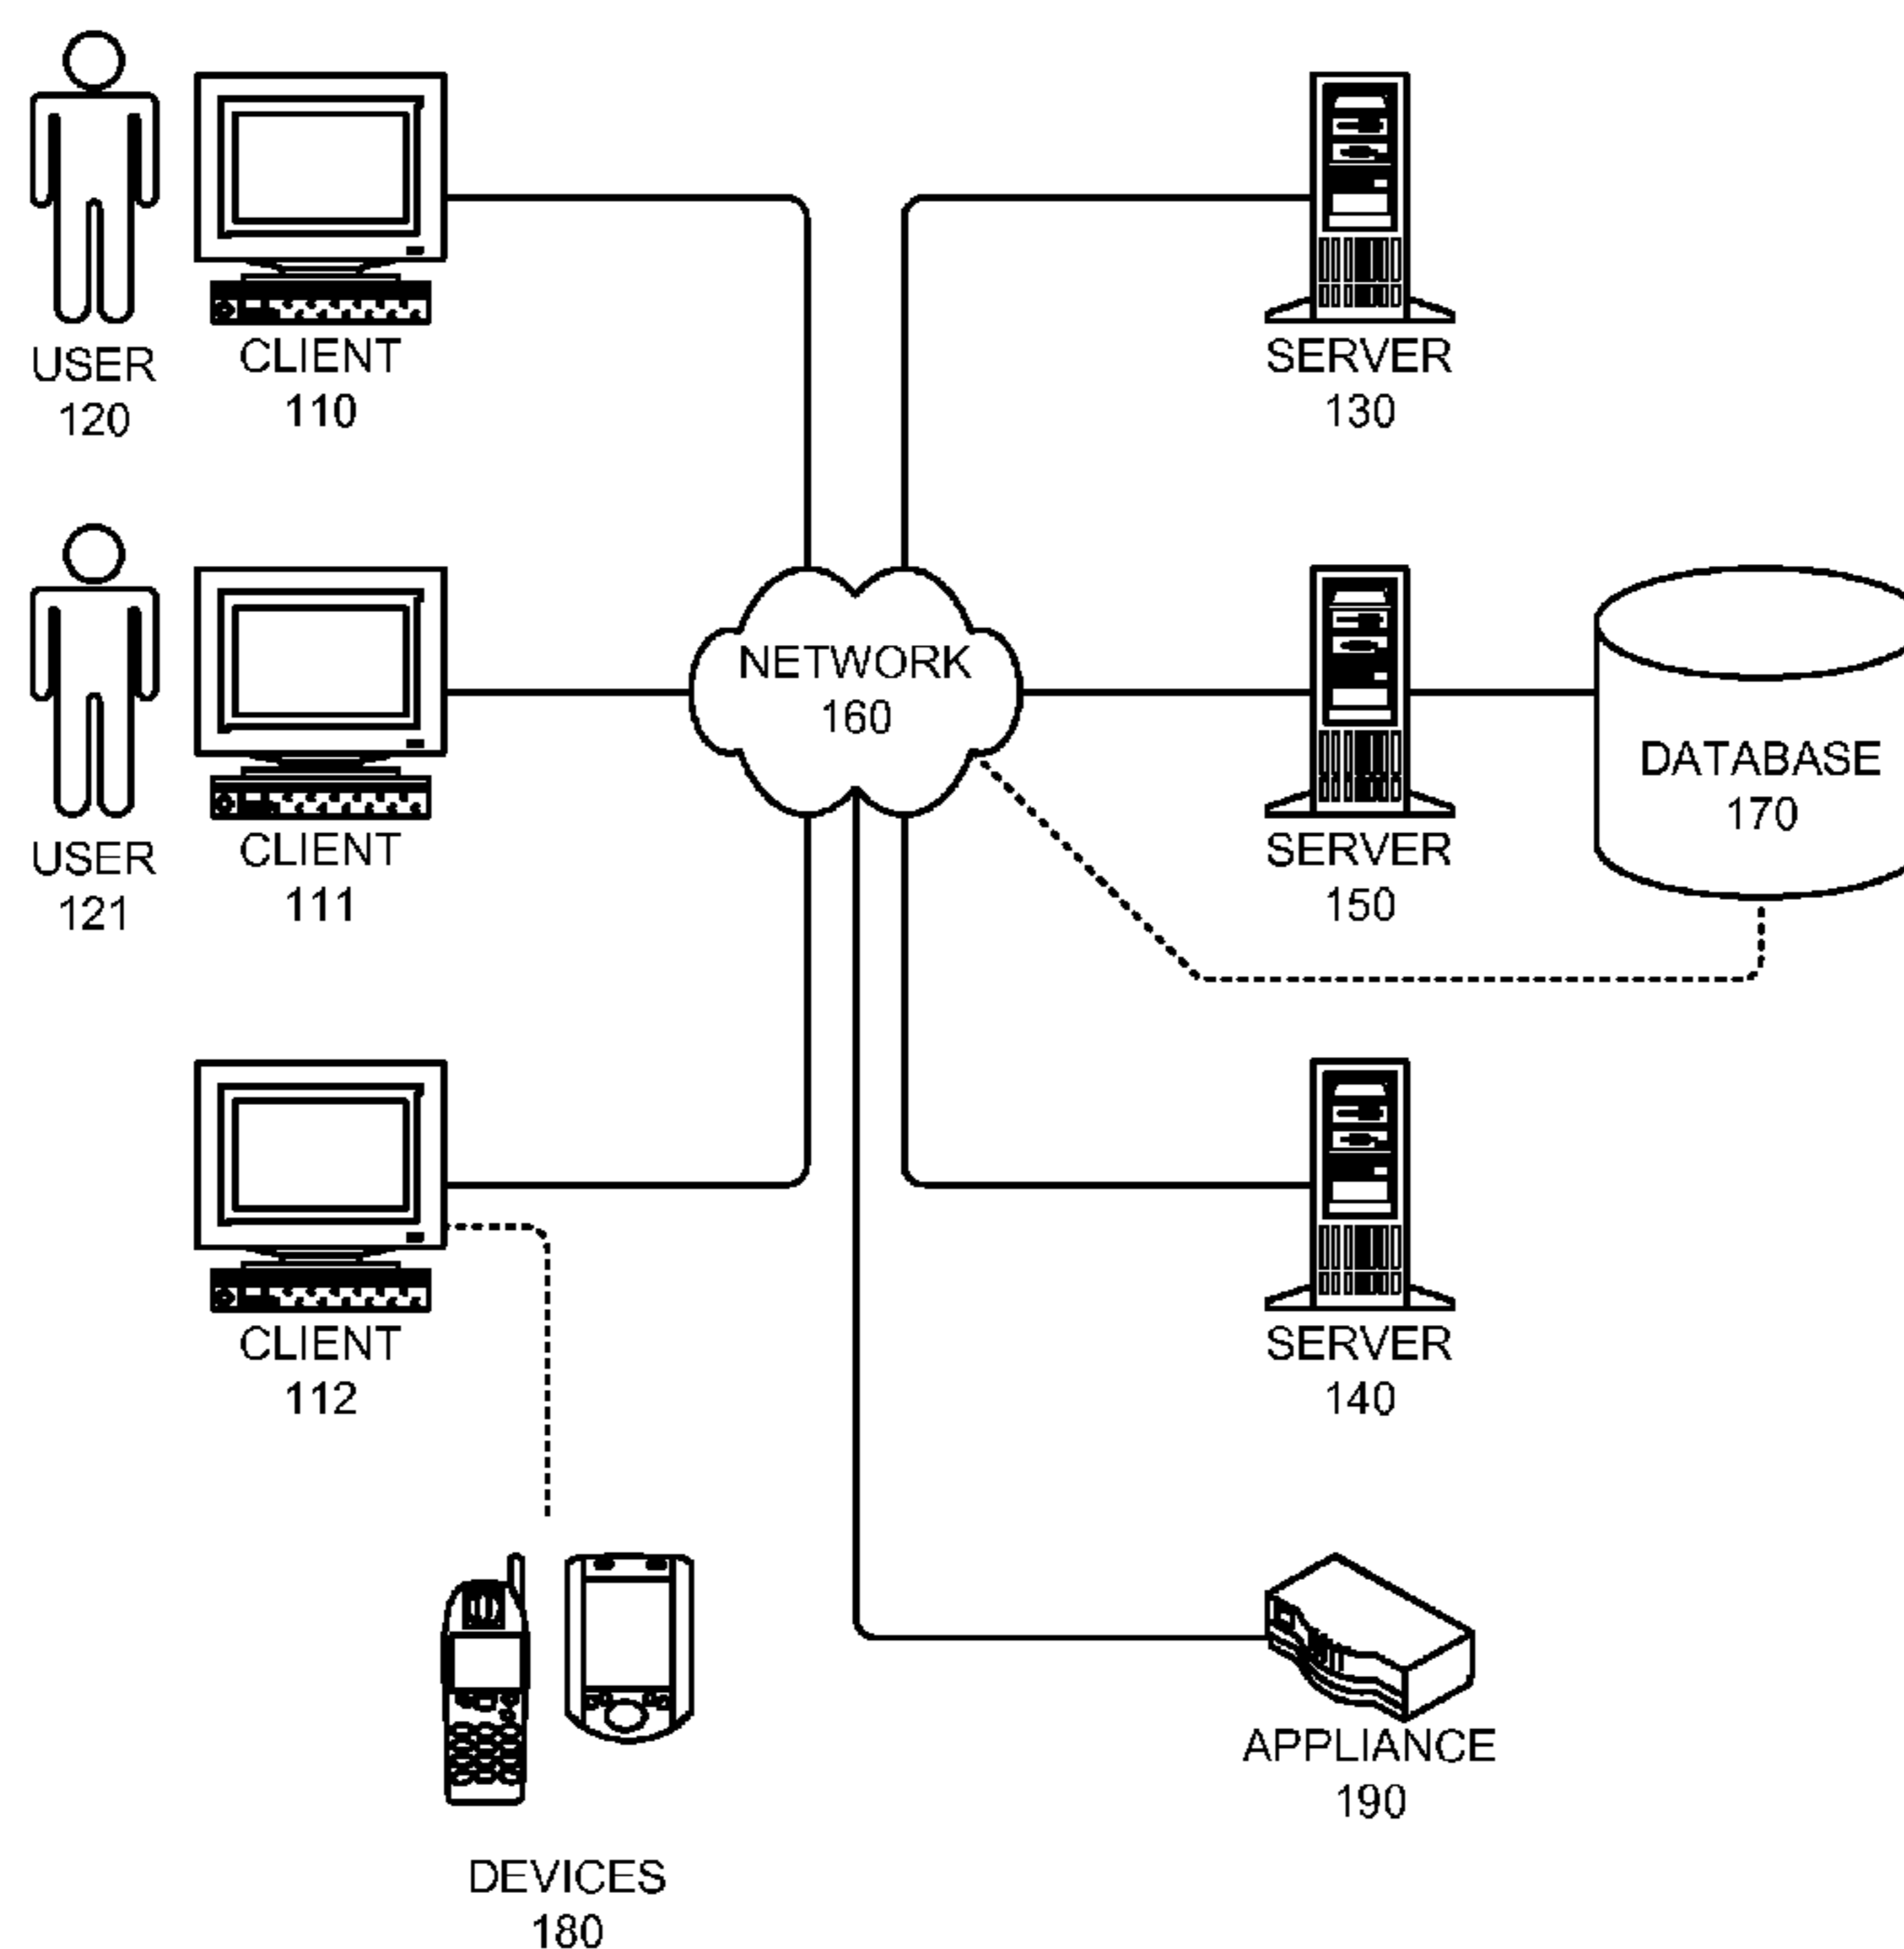 USER
120
CLIENT
110
SERVER
130
NETWORK
160
USER
121
CLIENT
111
SERVER
150
DATABASE
170
CLIENT
112
SERVER
140
DEVICES
180
APPLIANCE
190